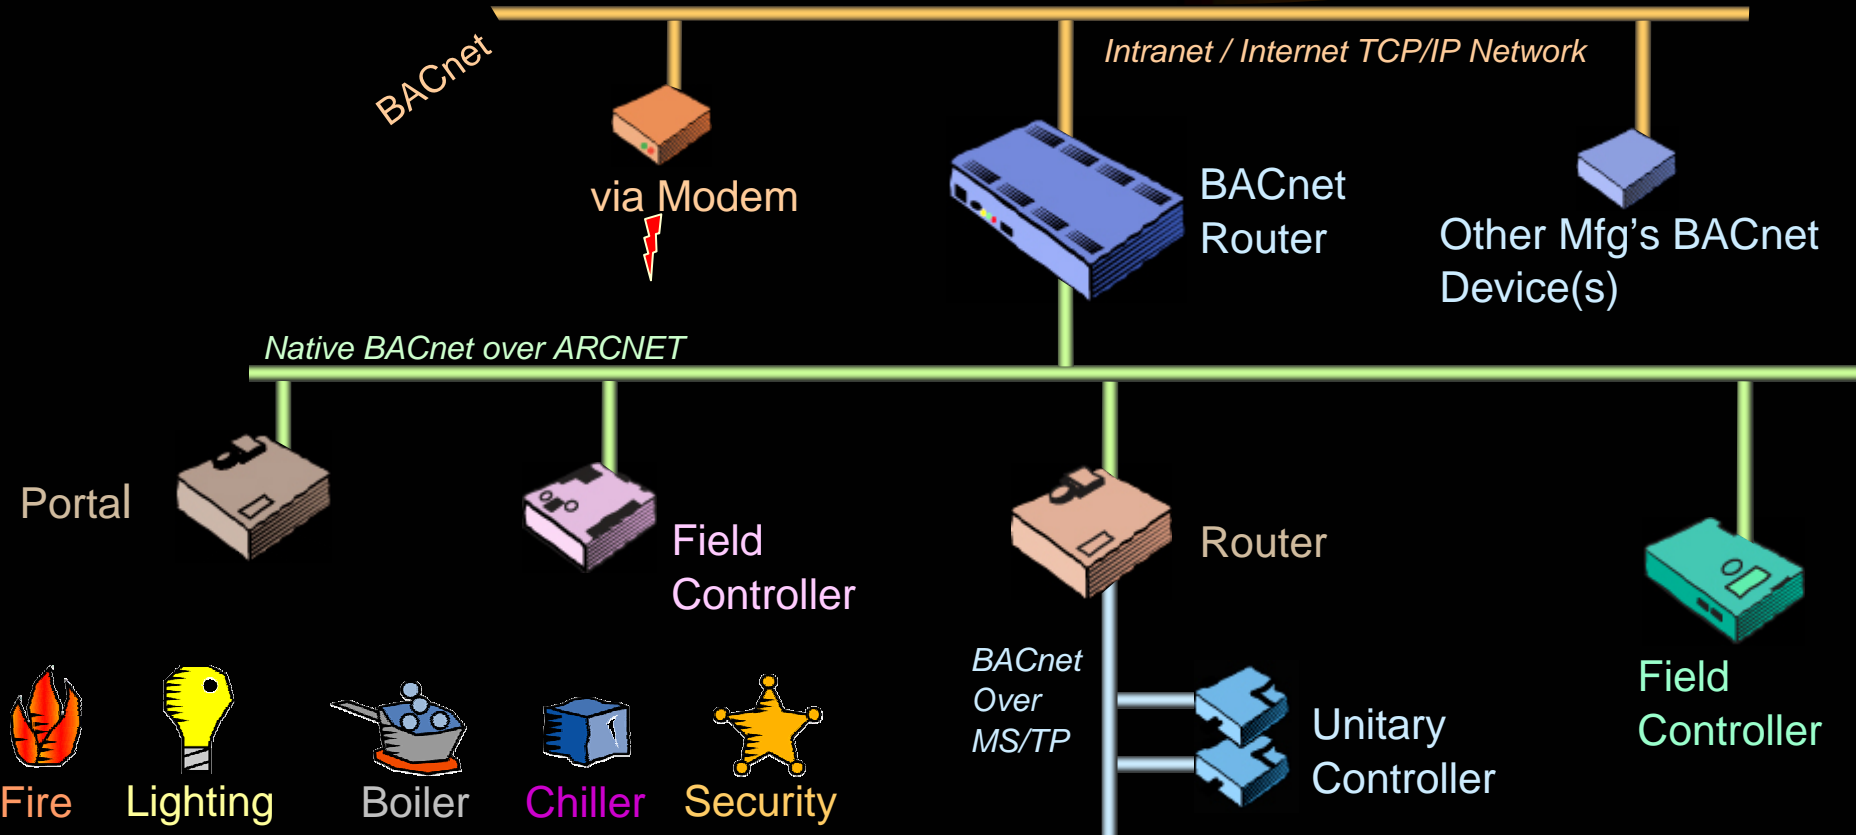 BACnet
Intranet / Internet TCP/IP Network
via Modem
BACnet
Router
Other Mfg's BACnet
Device(s)
Native BACnet over ARCNET
Portal
Field
Controller
Router
Field
Controller
BACnet
Over
MS/TP
Unitary
Controller
Fire
Lighting
Boiler
Chiller
Security